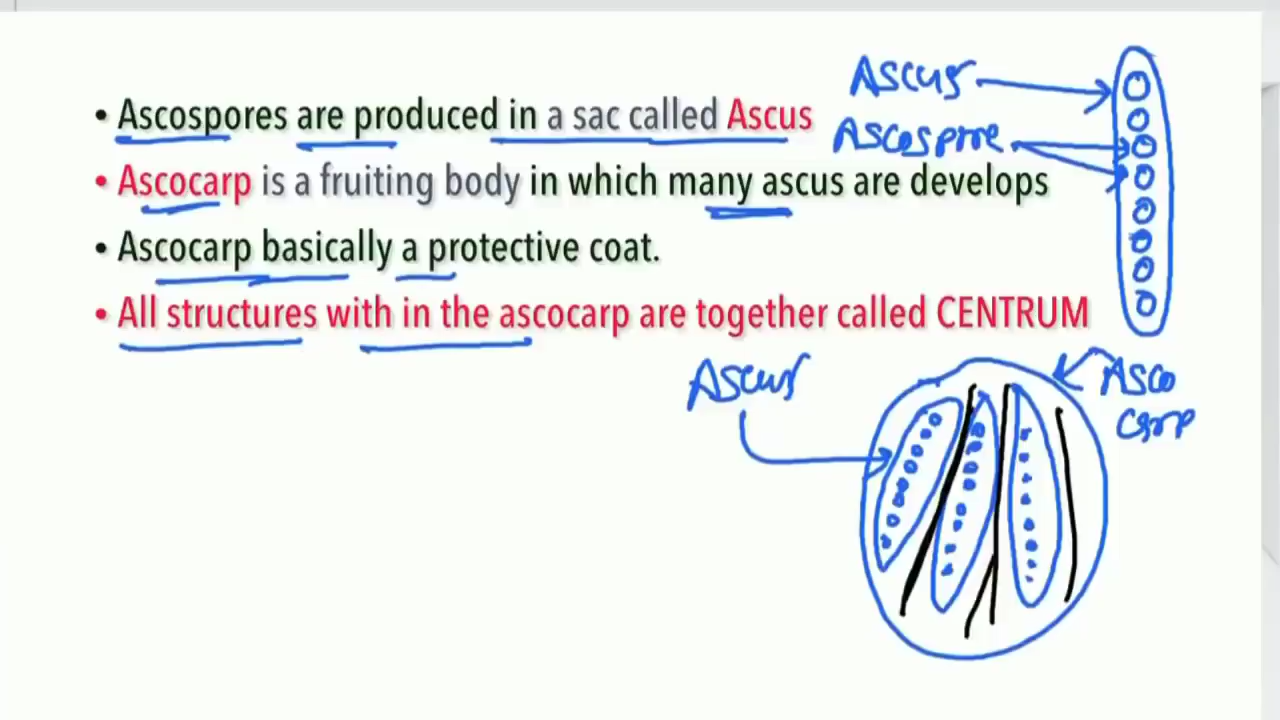 • Ascospores are produced in a sac called Ascus
• Ascocarp is a fruiting body in which many ascus are develops
• Ascocarp basically a protective coat.
• All structures with in the ascocarp are together called CENTRUM
Ascus
Ascospore
Ascus
Asco
carp